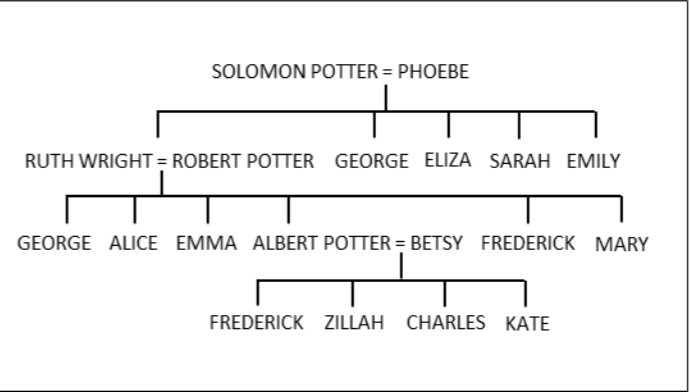 SOLOMON POTTER = PHOEBE
RUTH WRIGHT = ROBERT POTTER GEORGE ELIZA SARAH EMILY
GEORGE ALICE EMMA ALBERT POTTER = BETSY FREDERICK MARY
FREDERICK ZILLAH CHARLES KATE